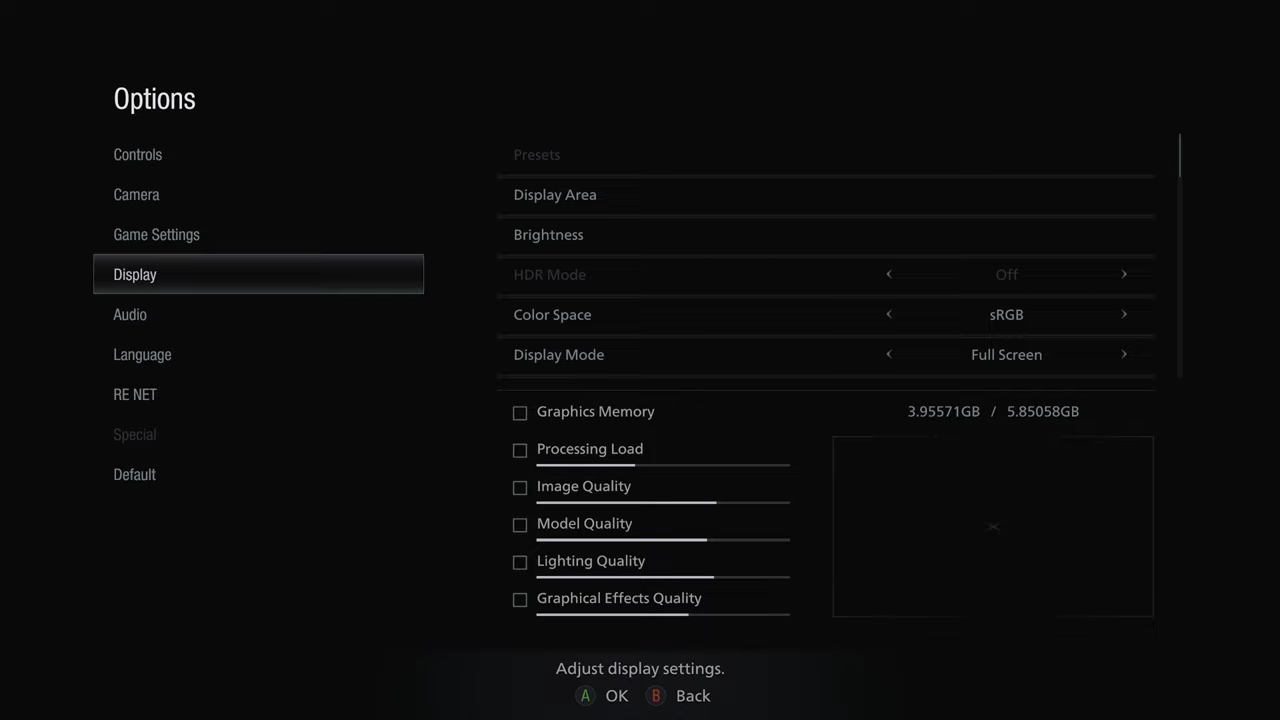 Options
Controls
Camera
Game Settings
Display
Audio
Language
RE NET
Special
Default
Presets
Display Area
Brightness
HDR Mode Off
Color Space sRGB
Display Mode Full Screen
Graphics Memory 3.95571GB / 5.85058GB
Processing Load
Image Quality
Model Quality
Lighting Quality
Graphical Effects Quality
Adjust display settings.
A OK B Back